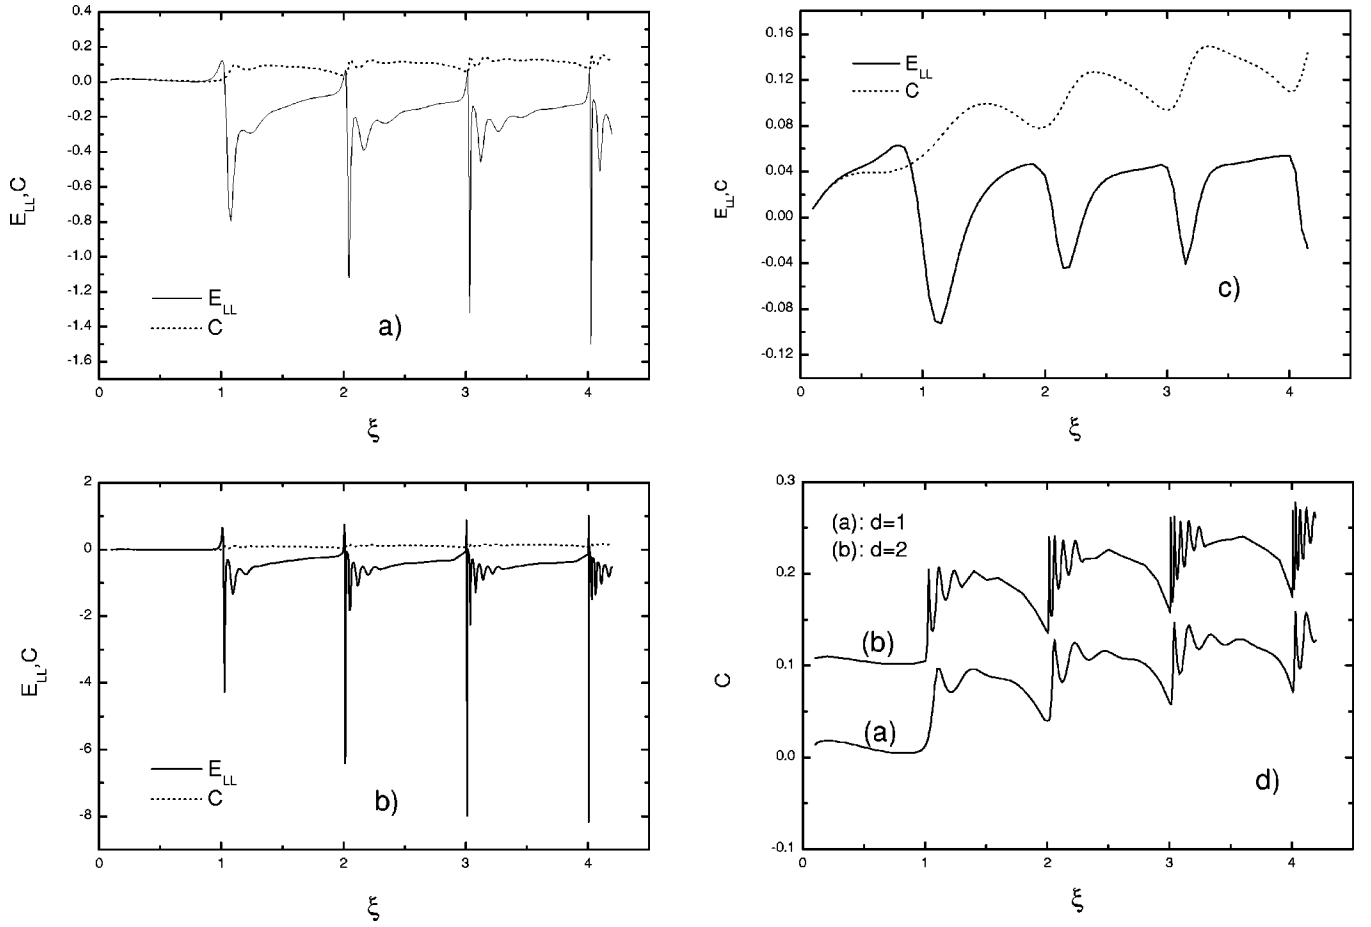 0.4
0.2
0.0
-0.2
-0.4
-0.6
-0.8
-1.0
-1.2
-1.4
-1.6
E_LL,C
E_LL
C
a)
0 1 2 3 4
ξ
0.16
0.12
0.08
0.04
0.00
-0.04
-0.08
-0.12
E_LL,C
E_LL
C
c)
0 1 2 3 4
ξ
2
0
-2
-4
-6
-8
E_LL,C
E_LL
C
b)
0 1 2 3 4
ξ
0.3
0.2
0.1
0.0
-0.1
C
(a): d=1
(b): d=2
(b)
(a)
d)
0 1 2 3 4
ξ